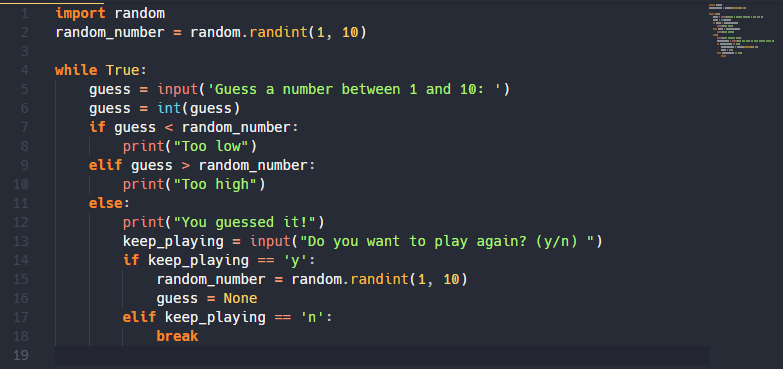 1 import random
2 random_number = random.randint(1, 10)
3
4 while True:
5     guess = input('Guess a number between 1 and 10: ')
6     guess = int(guess)
7     if guess < random_number:
8         print("Too low")
9     elif guess > random_number:
10         print("Too high")
11     else:
12         print("You guessed it!")
13         keep_playing = input("Do you want to play again? (y/n) ")
14         if keep_playing == 'y':
15             random_number = random.randint(1, 10)
16             guess = None
17         elif keep_playing == 'n':
18             break
19